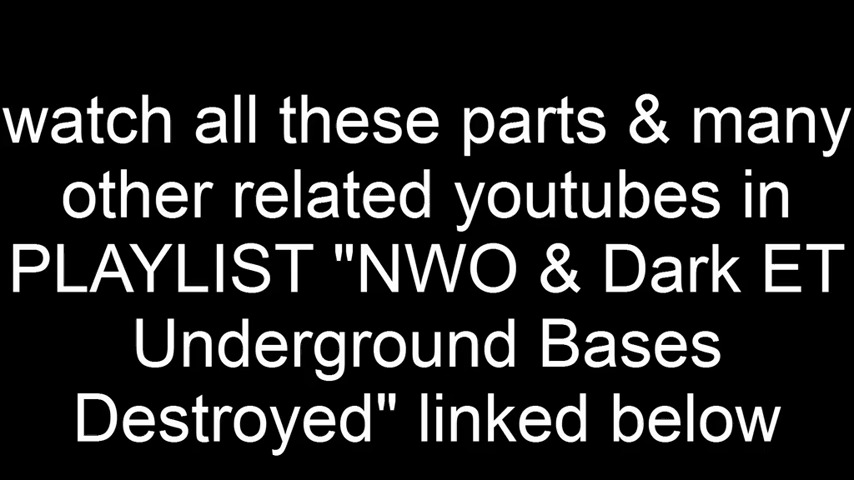 watch all these parts & many
other related youtubes in
PLAYLIST "NWO & Dark ET
Underground Bases
Destroyed" linked below